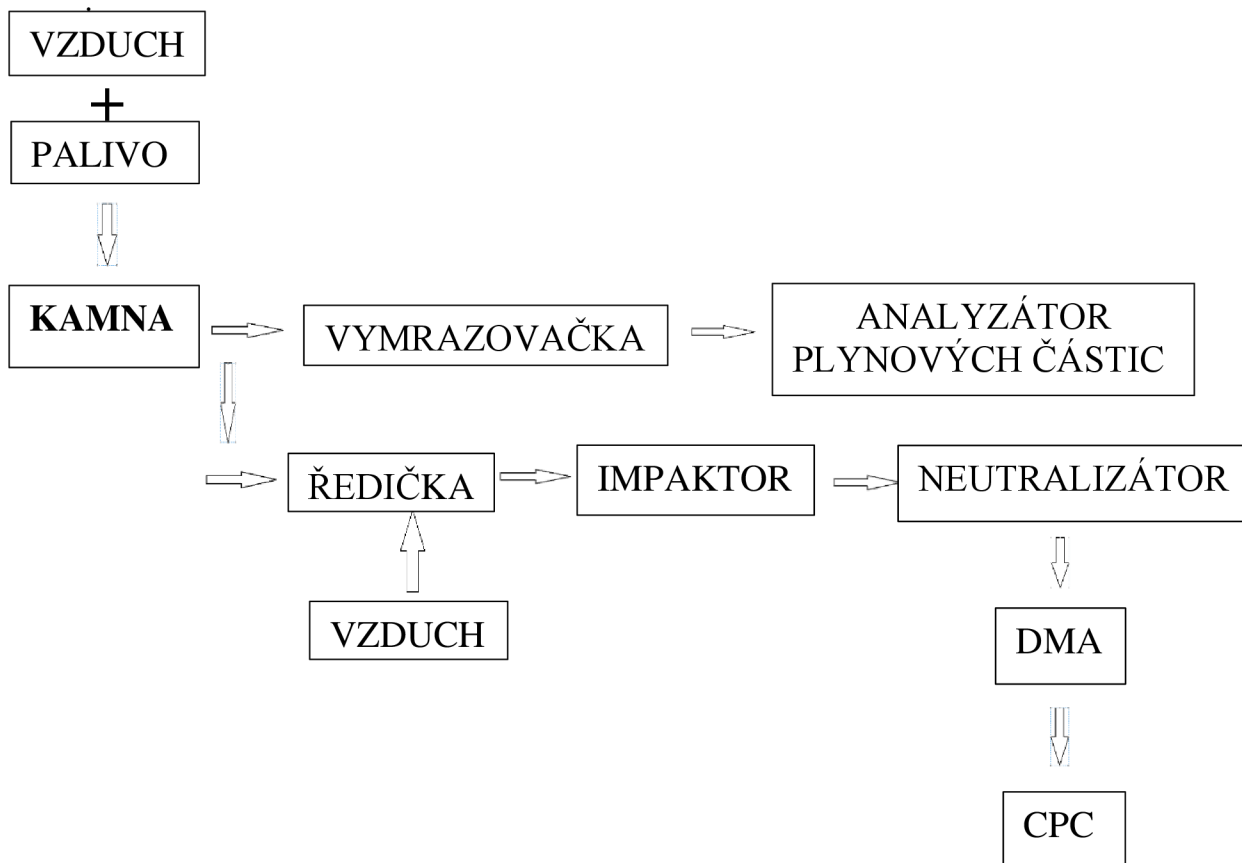 VZDUCH
+
PALIVO
KAMNA
VYMRAZOVAČKA
ANALYZÁTOR
PLYNOVÝCH ČÁSTIC
ŘEDIČKA
IMPAKTOR
NEUTRALIZÁTOR
VZDUCH
DMA
CPC